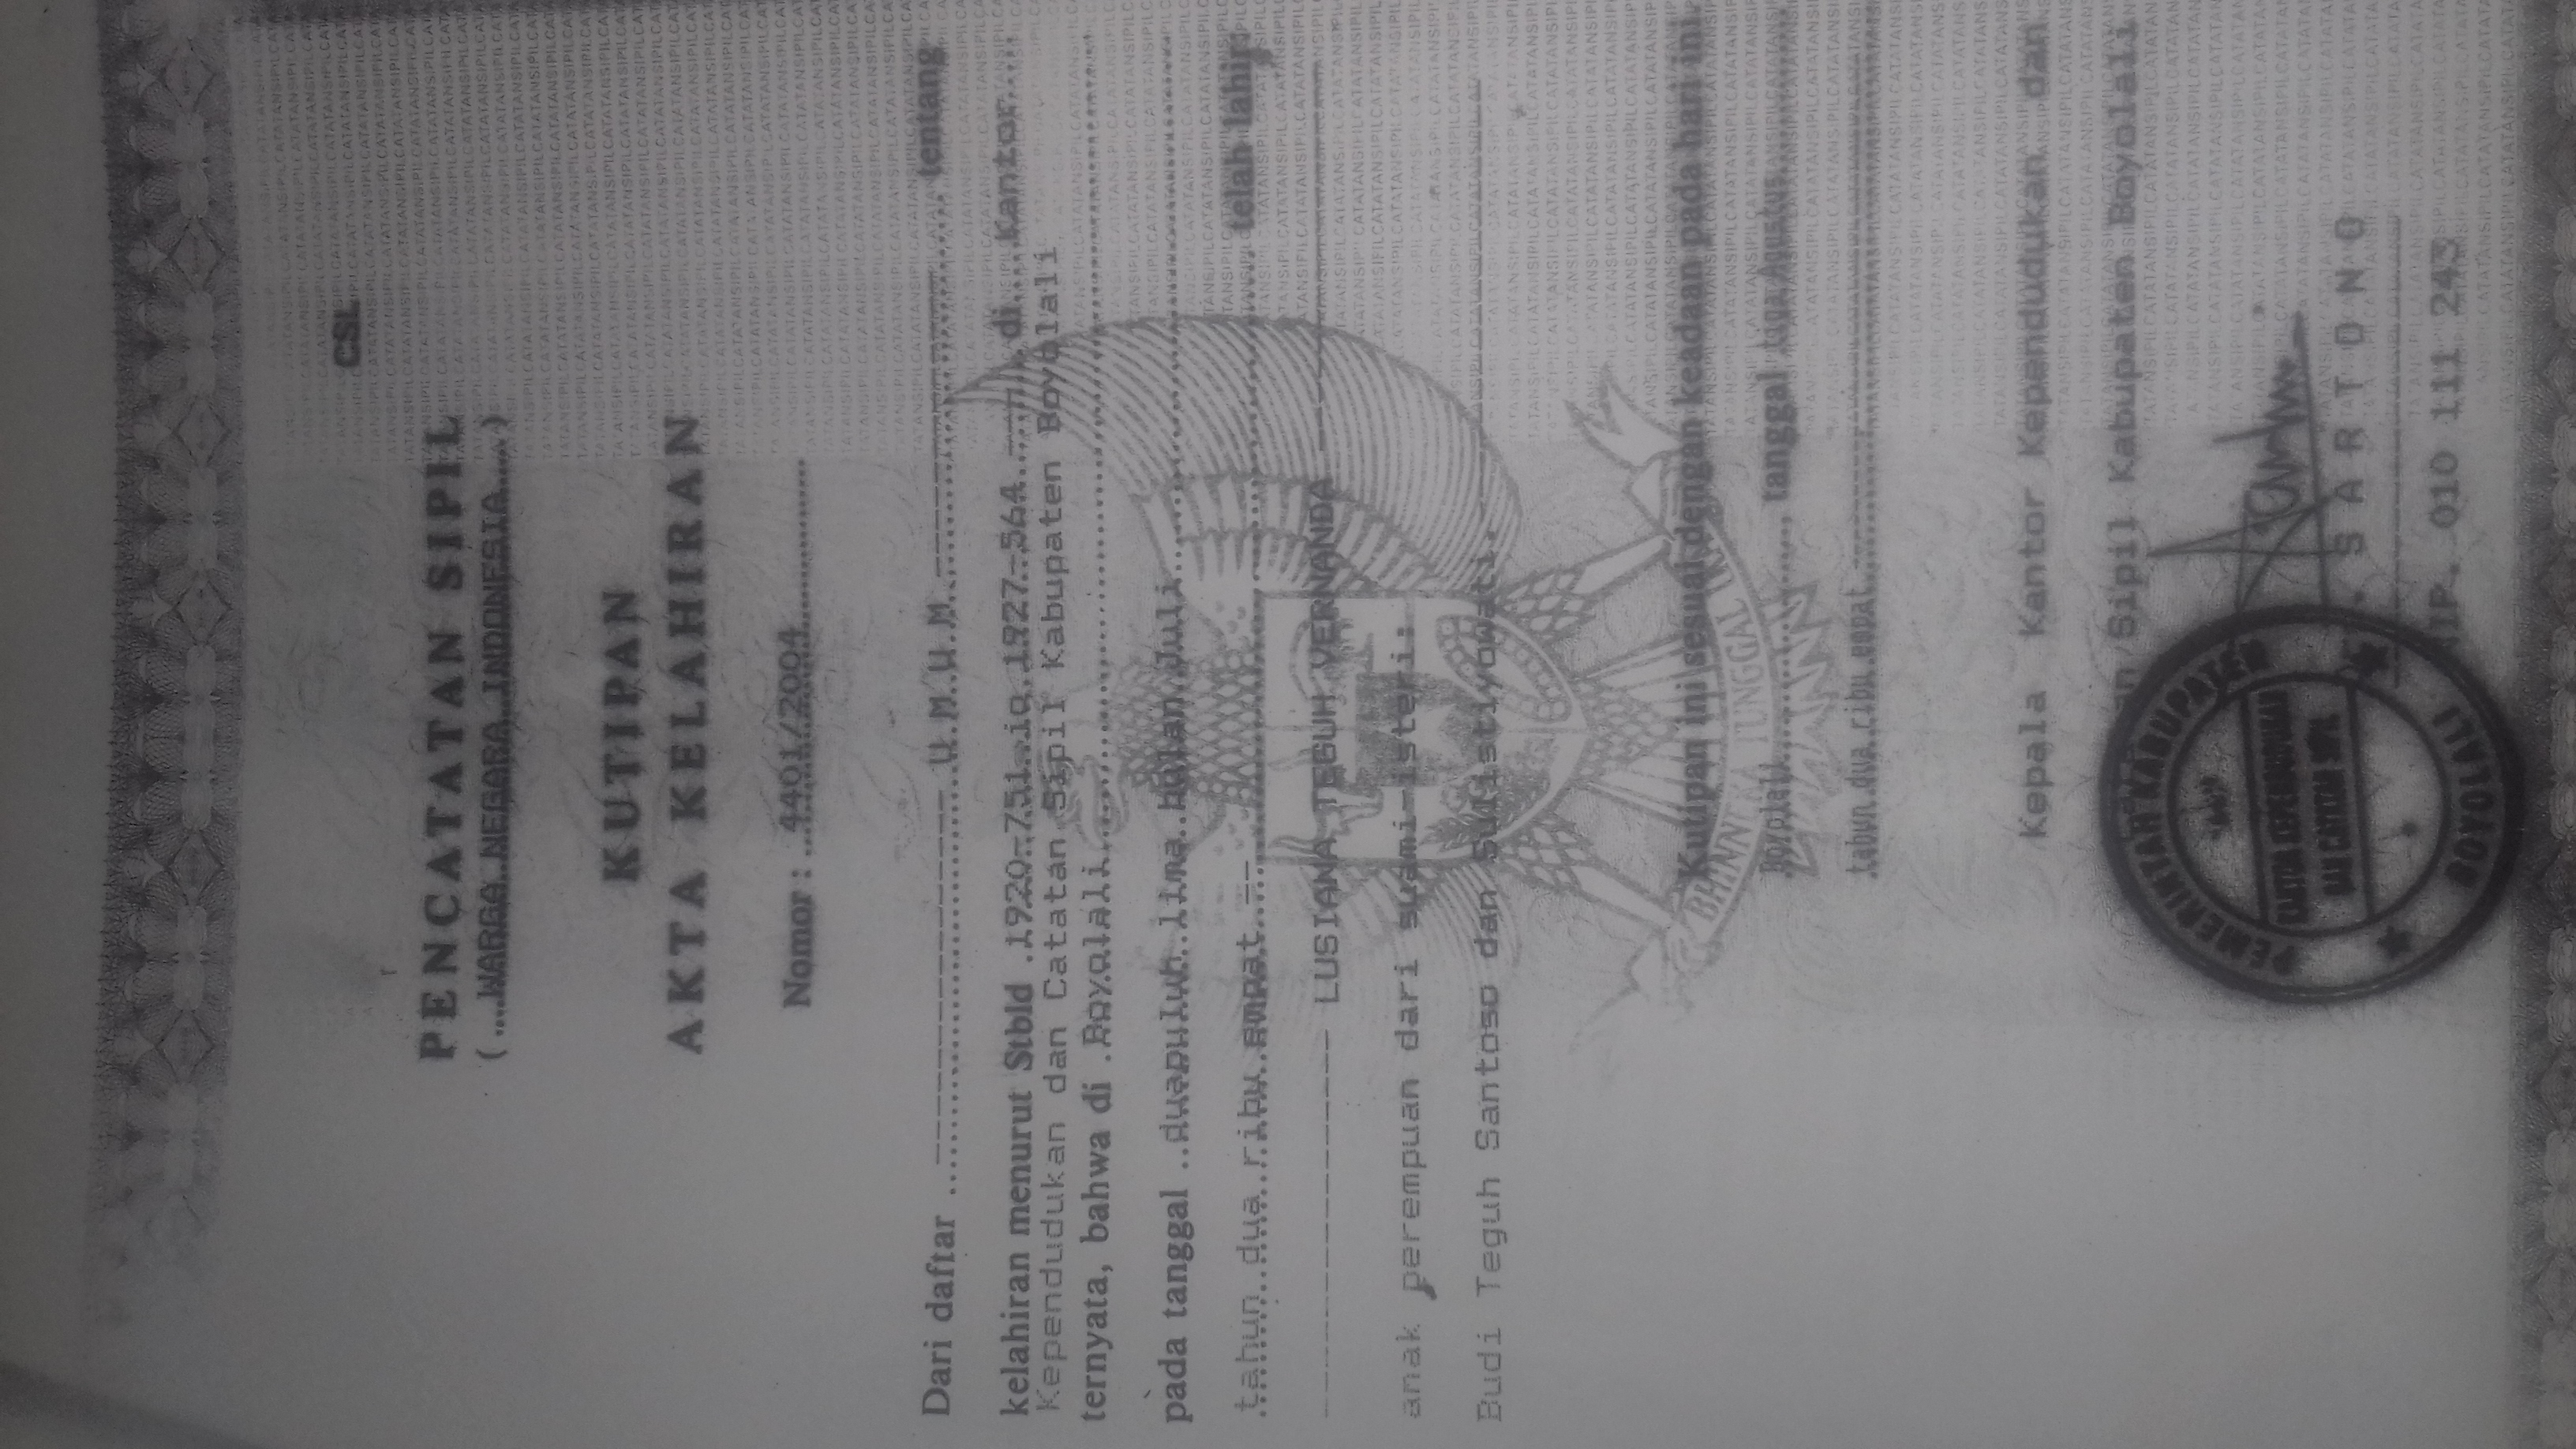 CSL
PENCATATAN SIPIL
( WARGA NEGARA INDONESIA )
KUTIPAN
AKTA KELAHIRAN
Nomor : 4401/2004
Dari daftar ---------------- U M U M ------------- tentang
kelahiran menurut Stbld 1920-751 jo 1927-564 ---- di Kantor
Kependudukan dan Catatan Sipil Kabupaten Boyolali
ternyata, bahwa di Boyolali
pada tanggal duapuluh lima bulan Juli
tahun dua ribu empat -- telah lahir:
----------------- LUSIANA TEGUH VERNANDA -----------------
anak perempuan dari suami-isteri:
Budi Teguh Santoso dan Sulistiyowati. -----------------
BHINNEKA TUNGGAL IKA
Kutipan ini sesuai dengan keadaan pada hari ini.
Boyolali, tanggal tiga Agustus
tahun dua ribu empat ------------------
Kepala Kantor Kependudukan dan
Sipil Kabupaten Boyolali
PEMERINTAH KABUPATEN
KANTOR KEPENDUDUKAN
DAN CATATAN SIPIL
BOYOLALI
S A R T O N O
NIP. 010 111 243